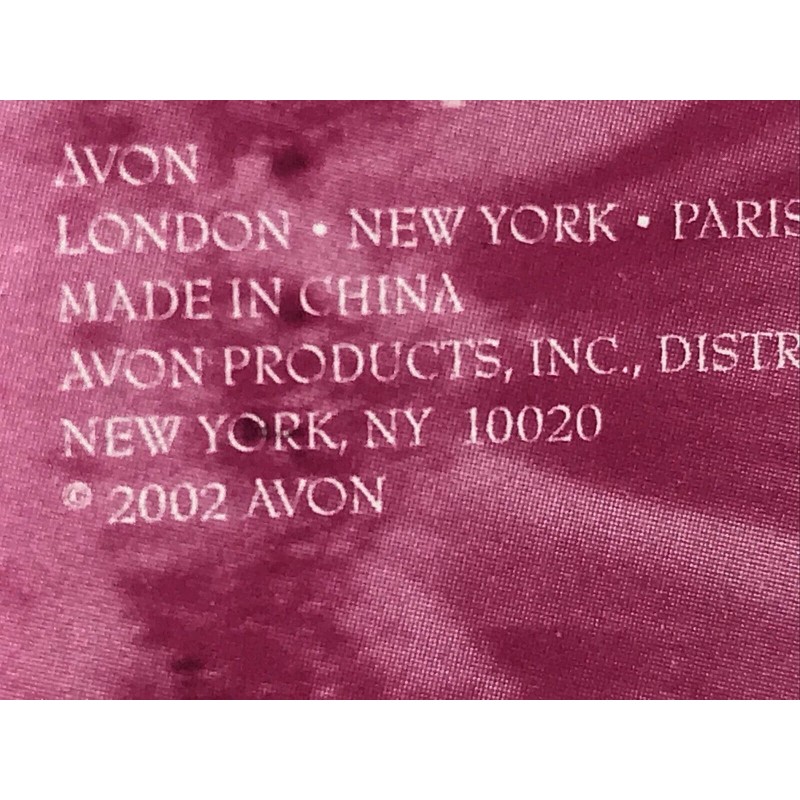 AVON
LONDON • NEW YORK • PARIS
MADE IN CHINA
AVON PRODUCTS, INC., DISTR
NEW YORK, NY 10020
© 2002 AVON